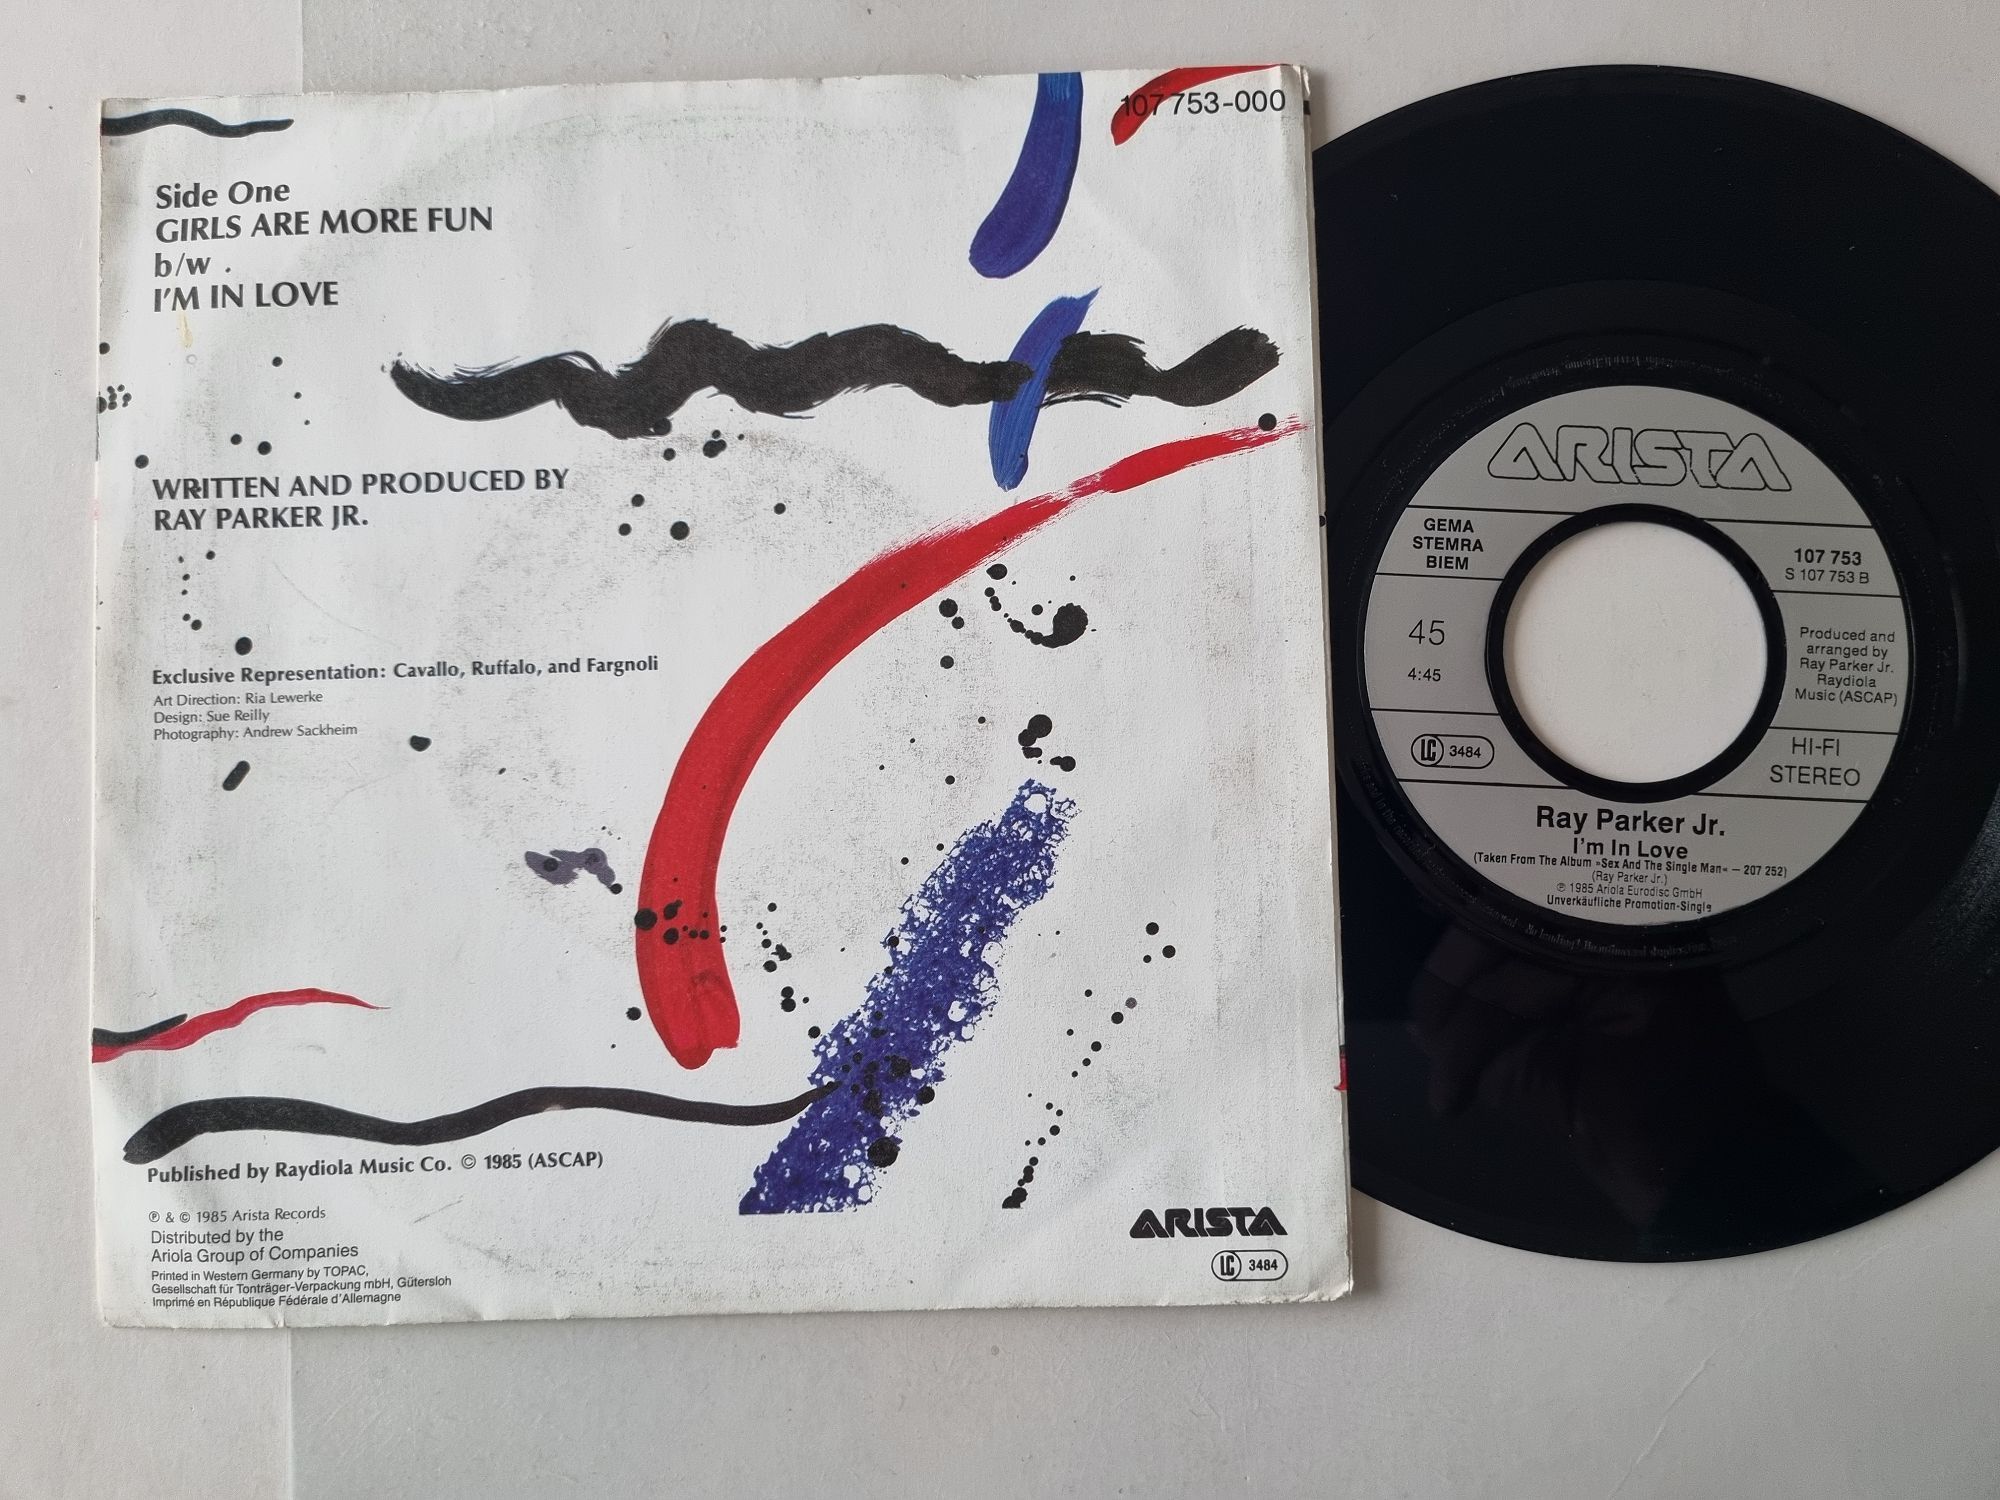 107 753-000
Side One
GIRLS ARE MORE FUN
b/w .
I'M IN LOVE
WRITTEN AND PRODUCED BY
RAY PARKER JR.
Exclusive Representation: Cavallo, Ruffalo, and Fargnoli
Art Direction: Ria Lewerke
Design: Sue Reilly
Photography: Andrew Sackheim
Published by Raydiola Music Co. © 1985 (ASCAP)
℗ & © 1985 Arista Records
Distributed by the
Ariola Group of Companies
Printed in Western Germany by TOPAC,
Gesellschaft für Tonträger-Verpackung mbH, Gütersloh
Imprimé en République Fédérale d'Allemagne
ARISTA
LC 3484
ARISTA
GEMA
STEMRA
BIEM
107 753
S 107 753 B
45
4:45
Produced and
arranged by
Ray Parker Jr.
Raydiola
Music (ASCAP)
LC 3484
HI-FI
STEREO
Ray Parker Jr.
I'm In Love
(Taken From The Album »Sex And The Single Man« – 207 252)
(Ray Parker Jr.)
℗ 1985 Ariola Eurodisc GmbH
Unverkäufliche Promotion-Single